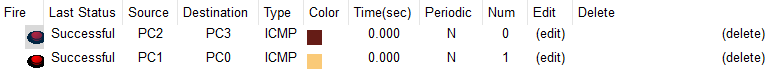 Fire Last Status Source Destination Type Color Time(sec) Periodic Num Edit Delete
Successful PC2 PC3 ICMP 0.000 N 0 (edit) (delete)
Successful PC1 PC0 ICMP 0.000 N 1 (edit) (delete)